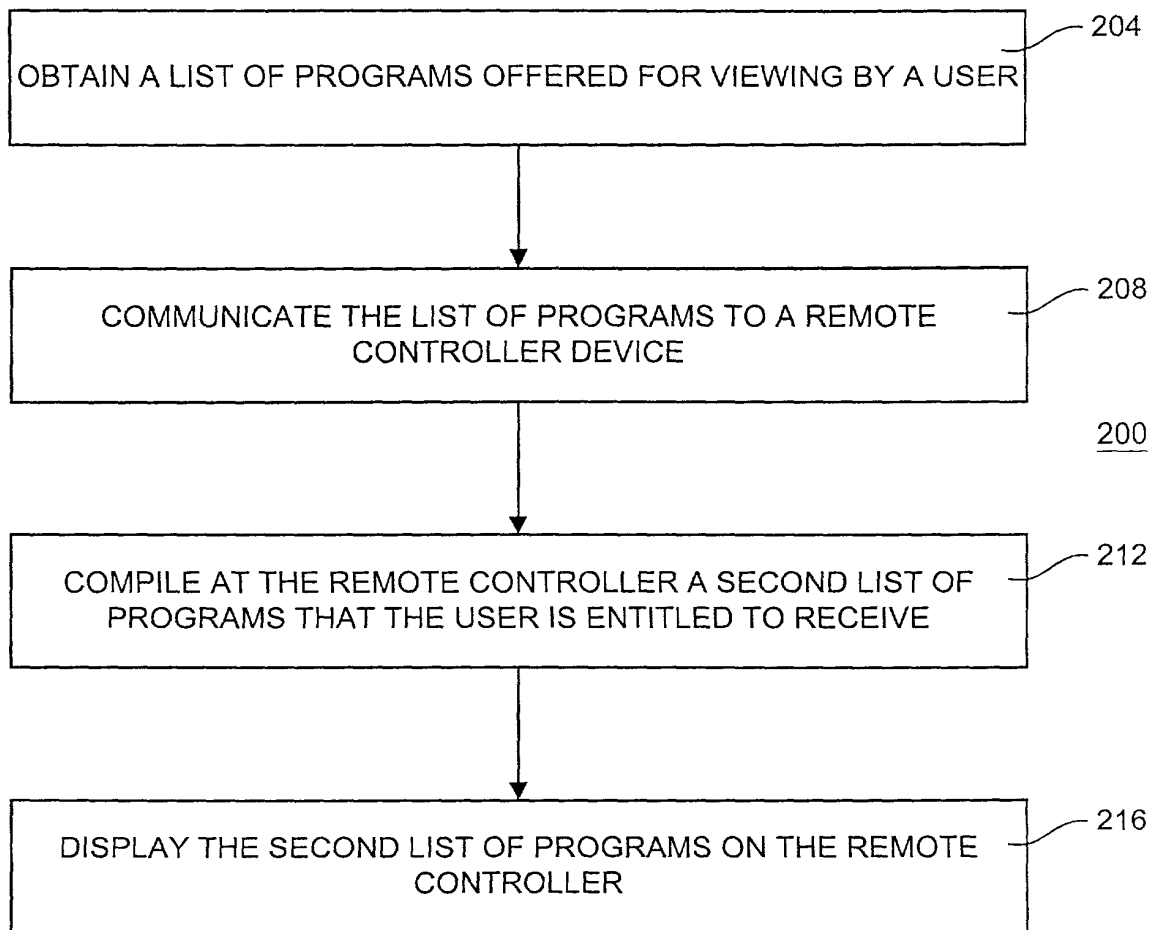 204
OBTAIN A LIST OF PROGRAMS OFFERED FOR VIEWING BY A USER
208
COMMUNICATE THE LIST OF PROGRAMS TO A REMOTE
CONTROLLER DEVICE
200
212
COMPILE AT THE REMOTE CONTROLLER A SECOND LIST OF
PROGRAMS THAT THE USER IS ENTITLED TO RECEIVE
216
DISPLAY THE SECOND LIST OF PROGRAMS ON THE REMOTE
CONTROLLER